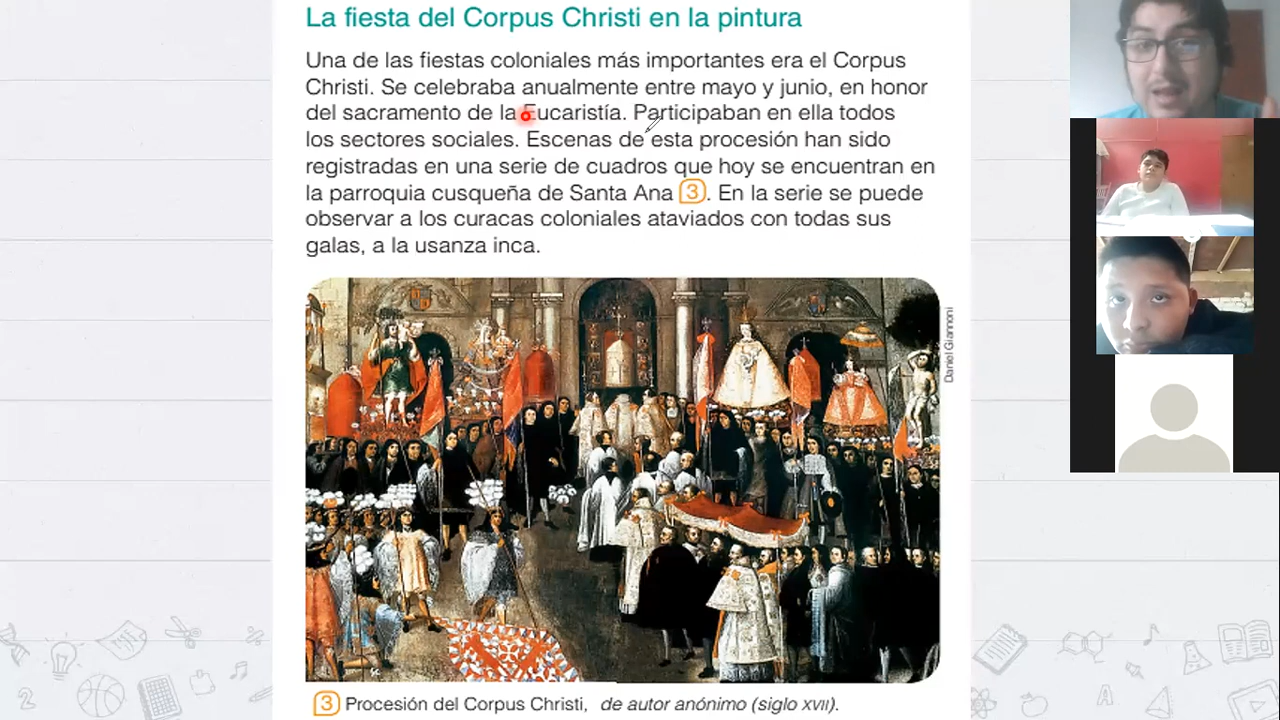 La fiesta del Corpus Christi en la pintura
Una de las fiestas coloniales más importantes era el Corpus
Christi. Se celebraba anualmente entre mayo y junio, en honor
del sacramento de la Eucaristía. Participaban en ella todos
los sectores sociales. Escenas de esta procesión han sido
registradas en una serie de cuadros que hoy se encuentran en
la parroquia cusqueña de Santa Ana 3. En la serie se puede
observar a los curacas coloniales ataviados con todas sus
galas, a la usanza inca.
Daniel Giannoni
3 Procesión del Corpus Christi, de autor anónimo (siglo XVII).